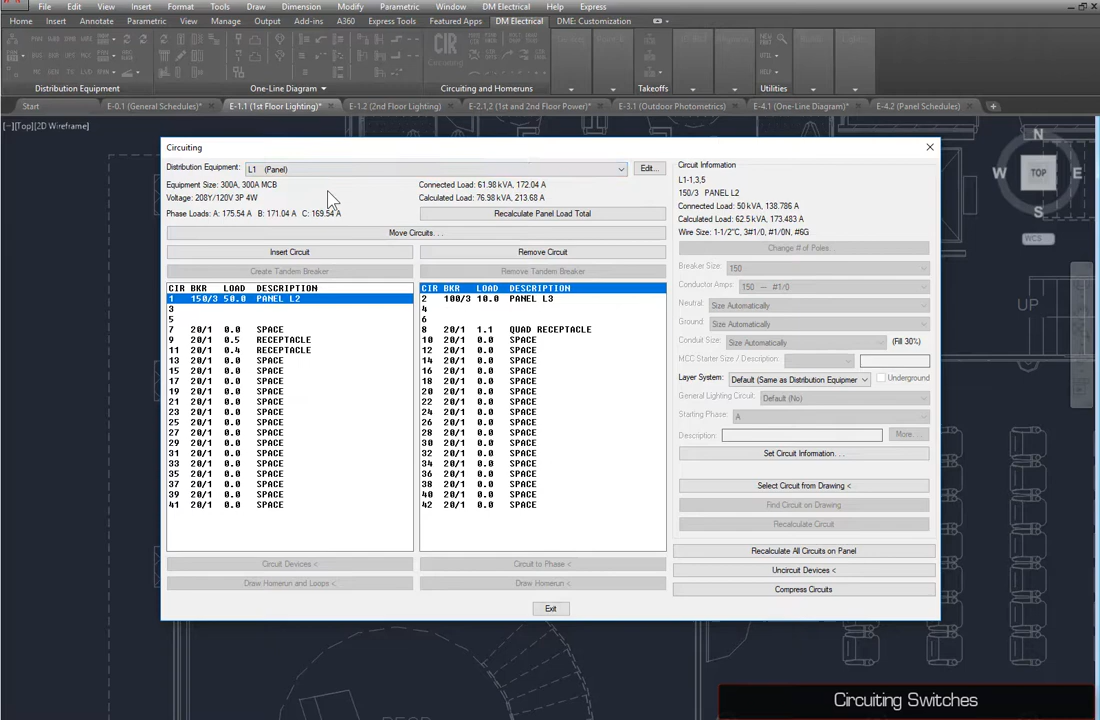 File Edit View Insert Format Tools Draw Dimension Modify Parametric Window DM Electrical Help Express
Home Insert Annotate Parametric View Manage Output Add-ins A360 Express Tools Featured Apps DM Electrical DME: Customization
CIR
Distribution Equipment One-Line Diagram Circuiting and Homeruns Takeoffs Utilities
Start E-0.1 (General Schedules)* E-1.1 (1st Floor Lighting)* E-1.2 (2nd Floor Lighting) E-2.1,2 (1st and 2nd Floor Power)* E-3.1 (Outdoor Photometrics) E-4.1 (One-Line Diagram)* E-4.2 (Panel Schedules)
[−][Top][2D Wireframe]
N
W TOP E
S
WCS
UP
Circuiting
Distribution Equipment: L1 (Panel) Edit...
Equipment Size: 300A, 300A MCB
Voltage: 208Y/120V 3P 4W
Phase Loads: A: 175.54 A B: 171.04 A C: 169.54 A
Connected Load: 61.98 kVA, 172.04 A
Calculated Load: 76.98 kVA, 213.68 A
Recalculate Panel Load Total
Move Circuits. . .
Insert Circuit Remove Circuit
Create Tandem Breaker Remove Tandem Breaker
CIR BKR LOAD DESCRIPTION
1 150/3 50.0 PANEL L2
3
5
7 20/1 0.0 SPACE
9 20/1 0.5 RECEPTACLE
11 20/1 0.4 RECEPTACLE
13 20/1 0.0 SPACE
15 20/1 0.0 SPACE
17 20/1 0.0 SPACE
19 20/1 0.0 SPACE
21 20/1 0.0 SPACE
23 20/1 0.0 SPACE
25 20/1 0.0 SPACE
27 20/1 0.0 SPACE
29 20/1 0.0 SPACE
31 20/1 0.0 SPACE
33 20/1 0.0 SPACE
35 20/1 0.0 SPACE
37 20/1 0.0 SPACE
39 20/1 0.0 SPACE
41 20/1 0.0 SPACE
CIR BKR LOAD DESCRIPTION
2 100/3 10.0 PANEL L3
4
6
8 20/1 1.1 QUAD RECEPTACLE
10 20/1 0.0 SPACE
12 20/1 0.0 SPACE
14 20/1 0.0 SPACE
16 20/1 0.0 SPACE
18 20/1 0.0 SPACE
20 20/1 0.0 SPACE
22 20/1 0.0 SPACE
24 20/1 0.0 SPACE
26 20/1 0.0 SPACE
28 20/1 0.0 SPACE
30 20/1 0.0 SPACE
32 20/1 0.0 SPACE
34 20/1 0.0 SPACE
36 20/1 0.0 SPACE
38 20/1 0.0 SPACE
40 20/1 0.0 SPACE
42 20/1 0.0 SPACE
Circuit Devices < Circuit to Phase <
Draw Homerun and Loops < Draw Homerun <
Exit
Circuit Information
L1-1,3,5
150/3 PANEL L2
Connected Load: 50 kVA, 138.786 A
Calculated Load: 62.5 kVA, 173.483 A
Wire Size: 1-1/2"C, 3#1/0, #1/0N, #6G
Change # of Poles. . .
Breaker Size: 150
Conductor Amps: 150 --- #1/0
Neutral: Size Automatically
Ground: Size Automatically
Conduit Size: Size Automatically (Fill 30%)
MCC Starter Size / Description:
Layer System: Default (Same as Distribution Equipmer Underground
General Lighting Circuit: Default (No)
Starting Phase: A
Description: More. . .
Set Circuit Information. . .
Select Circuit from Drawing <
Find Circuit on Drawing
Recalculate Circuit
Recalculate All Circuits on Panel
Uncircuit Devices <
Compress Circuits
Circuiting Switches